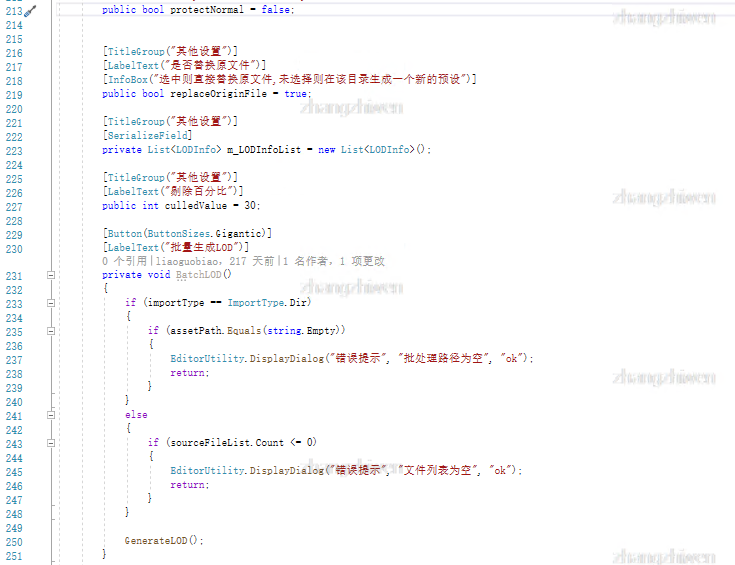 213 public bool protectNormal = false;
214
215
216 [TitleGroup("其他设置")]
217 [LabelText("是否替换原文件")]
218 [InfoBox("选中则直接替换原文件,未选择则在该目录生成一个新的预设")]
219 public bool replaceOriginFile = true;
220
221 [TitleGroup("其他设置")]
222 [SerializeField]
223 private List<LODInfo> m_LODInfoList = new List<LODInfo>();
224
225 [TitleGroup("其他设置")]
226 [LabelText("剔除百分比")]
227 public int culledValue = 30;
228
229 [Button(ButtonSizes.Gigantic)]
230 [LabelText("批量生成LOD")]
0 个引用|liaoguobiao, 217 天前|1 名作者, 1 项更改
231 private void BatchLOD()
232 {
233 if (importType == ImportType.Dir)
234 {
235 if (assetPath.Equals(string.Empty))
236 {
237 EditorUtility.DisplayDialog("错误提示", "批处理路径为空", "ok");
238 return;
239 }
240 }
241 else
242 {
243 if (sourceFileList.Count <= 0)
244 {
245 EditorUtility.DisplayDialog("错误提示", "文件列表为空", "ok");
246 return;
247 }
248 }
249
250 GenerateLOD();
251 }
zhangzhiwen
zhangzhiwen
zhangzhiwen
zhangzhiwen
zhangzhiwen
zhangzhiwen
zhangzhiwen